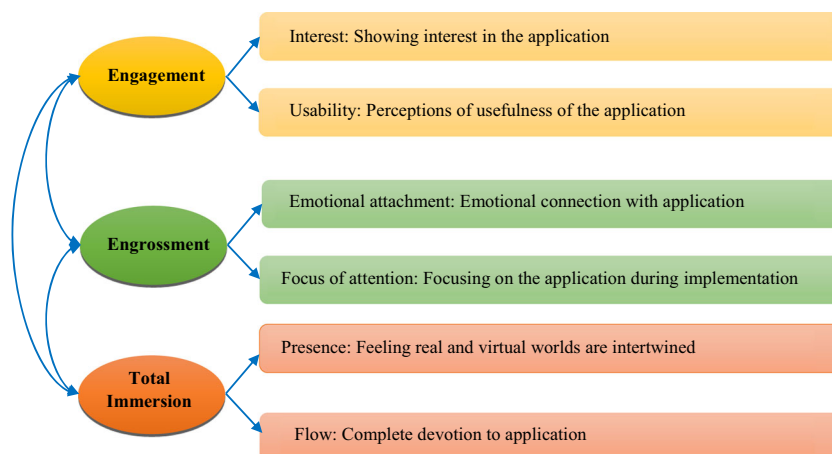 Engagement
Interest: Showing interest in the application
Usability: Perceptions of usefulness of the application
Engrossment
Emotional attachment: Emotional connection with application
Focus of attention: Focusing on the application during implementation
Total
Immersion
Presence: Feeling real and virtual worlds are intertwined
Flow: Complete devotion to application